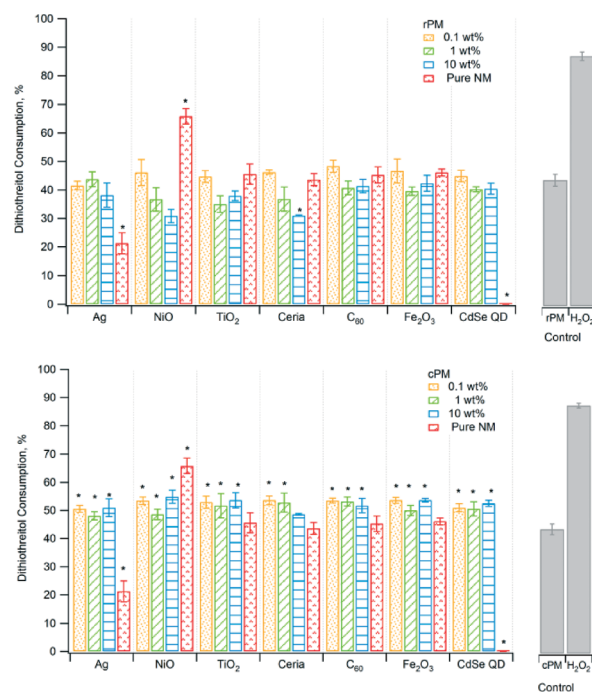 rPM
0.1 wt%
1 wt%
10 wt%
Pure NM
Dithiothreitol Consumption, %
100
90
80
70
60
50
40
30
20
10
0
* * * *
Ag NiO TiO₂ Ceria C₆₀ Fe₂O₃ CdSe QD
rPM H₂O₂
Control
cPM
0.1 wt%
1 wt%
10 wt%
Pure NM
Dithiothreitol Consumption, %
100
90
80
70
60
50
40
30
20
10
0
* * * * * * * * * * * * * * * * * * * * * * *
Ag NiO TiO₂ Ceria C₆₀ Fe₂O₃ CdSe QD
cPM H₂O₂
Control